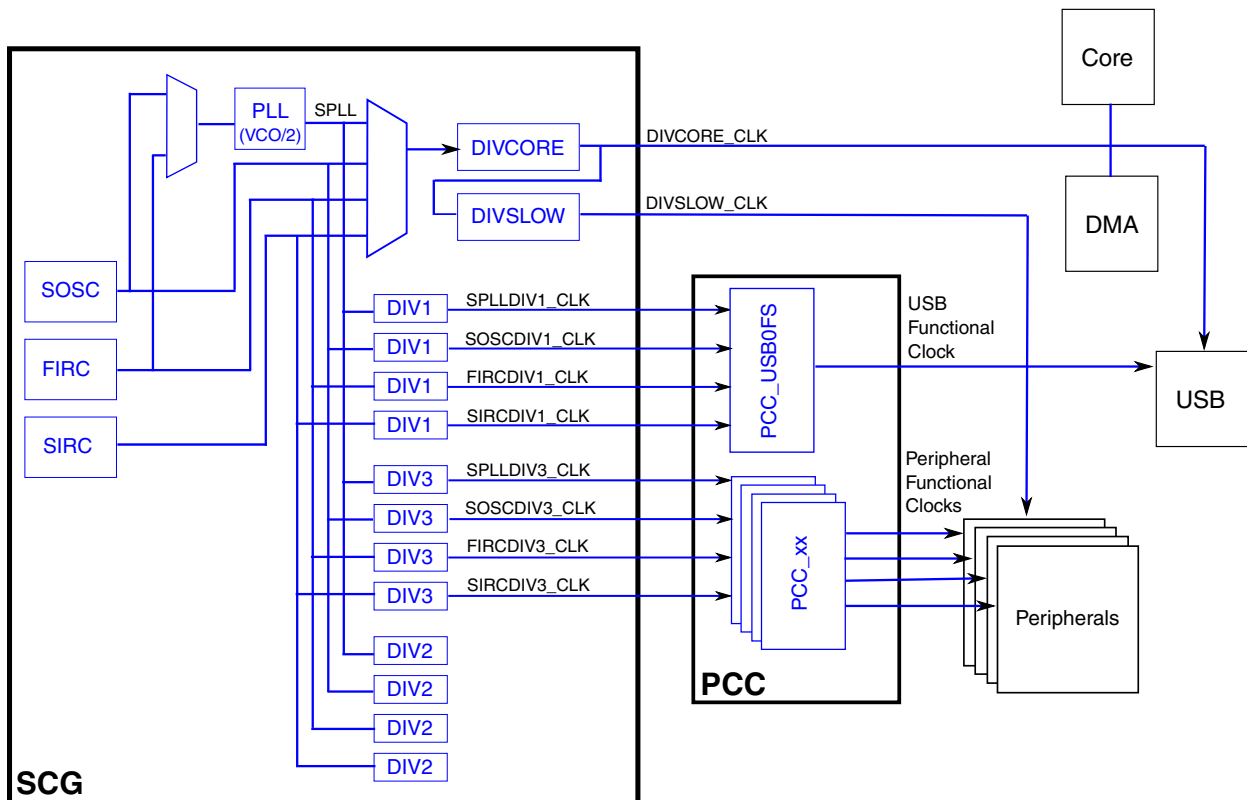 Core
DMA
PLL
(VCO/2)
SPLL
DIVCORE
DIVCORE_CLK
DIVSLOW
DIVSLOW_CLK
SOSC
FIRC
SIRC
DIV1
SPLLDIV1_CLK
DIV1
SOSCDIV1_CLK
DIV1
FIRCDIV1_CLK
DIV1
SIRCDIV1_CLK
DIV3
SPLLDIV3_CLK
DIV3
SOSCDIV3_CLK
DIV3
FIRCDIV3_CLK
DIV3
SIRCDIV3_CLK
DIV2
DIV2
DIV2
DIV2
SCG
PCC_USB0FS
PCC_xx
PCC
USB
Functional
Clock
USB
Peripheral
Functional
Clocks
Peripherals